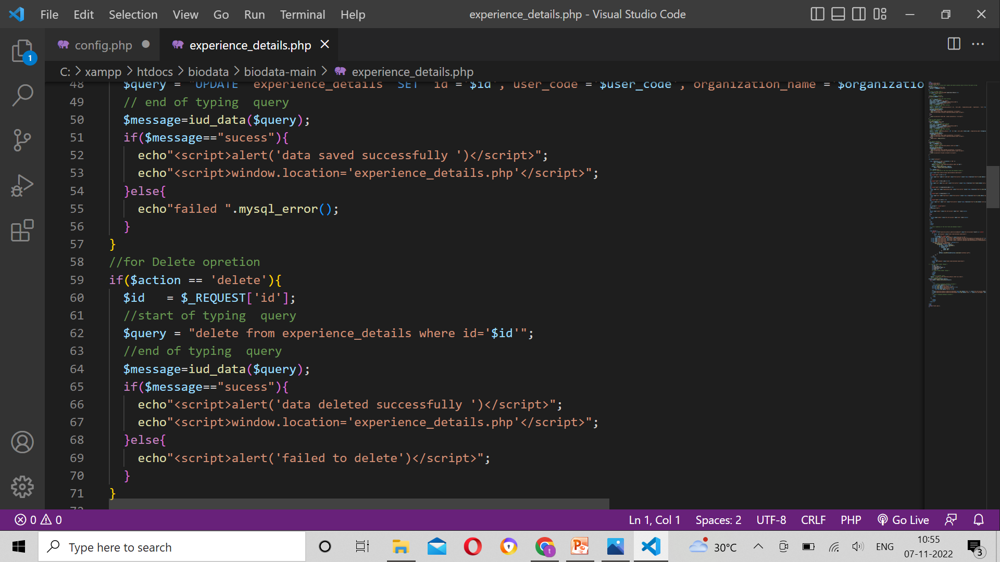 File Edit Selection View Go Run Terminal Help experience_details.php - Visual Studio Code
config.php experience_details.php
1
C: > xampp > htdocs > biodata > biodata-main > experience_details.php
48 $query = "UPDATE experience_details SET id ='$id', user_code ='$user_code', organization_name ='$organizatio
49 // end of typing  query
50 $message=iud_data($query);
51 if($message=="sucess"){
52 echo"<script>alert('data saved successfully ')</script>";
53 echo"<script>window.location='experience_details.php'</script>";
54 }else{
55 echo"failed ".mysql_error();
56 }
57 }
58 //for Delete opretion
59 if($action == 'delete'){
60 $id   = $_REQUEST['id'];
61 //start of typing  query
62 $query = "delete from experience_details where id='$id'";
63 //end of typing  query
64 $message=iud_data($query);
65 if($message=="sucess"){
66 echo"<script>alert('data deleted successfully ')</script>";
67 echo"<script>window.location='experience_details.php'</script>";
68 }else{
69 echo"<script>alert('failed to delete')</script>";
70 }
71 }
72
0 0 Ln 1, Col 1 Spaces: 2 UTF-8 CRLF PHP Go Live
Type here to search 30°C ENG 10:55
07-11-2022 3